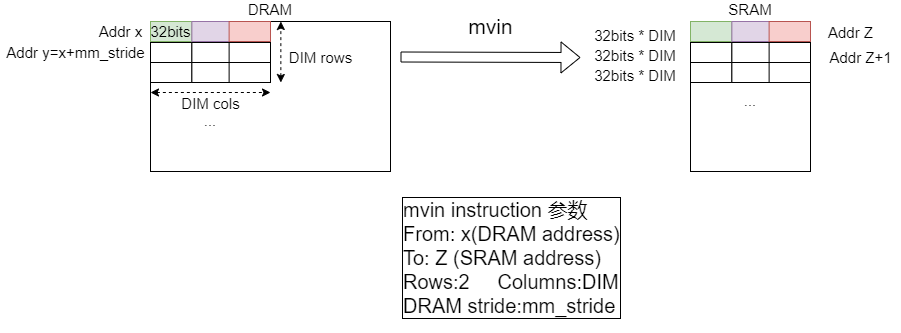 DRAM
SRAM
mvin
Addr x
32bits
Addr y=x+mm_stride
DIM rows
DIM cols
...
32bits * DIM
32bits * DIM
32bits * DIM
Addr Z
Addr Z+1
...
mvin instruction 参数
From: x(DRAM address)
To: Z (SRAM address)
Rows:2 Columns:DIM
DRAM stride:mm_stride